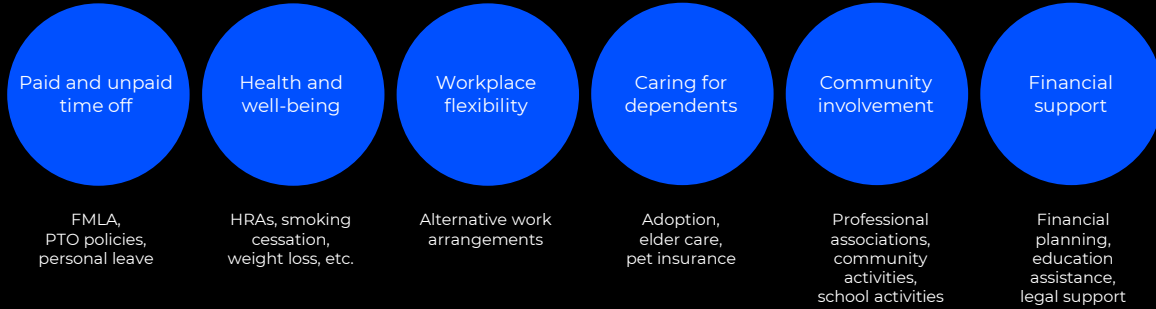 Paid and unpaid
time off
Health and
well-being
Workplace
flexibility
Caring for
dependents
Community
involvement
Financial
support
FMLA,
PTO policies,
personal leave
HRAs, smoking
cessation,
weight loss, etc.
Alternative work
arrangements
Adoption,
elder care,
pet insurance
Professional
associations,
community
activities,
school activities
Financial
planning,
education
assistance,
legal support